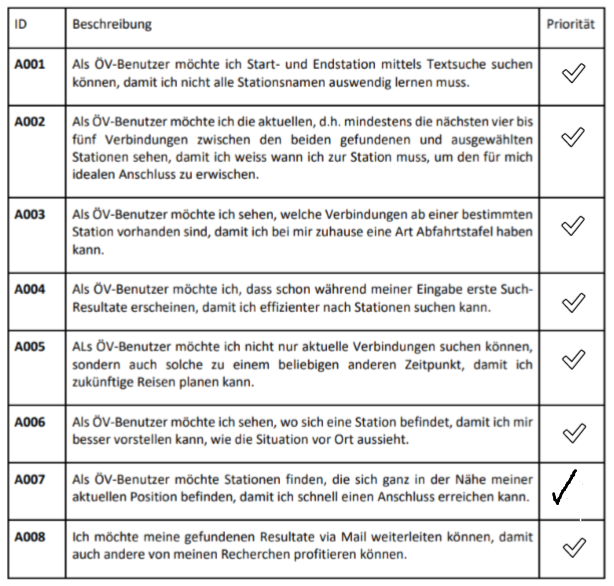 ID Beschreibung Priorität
A001 Als ÖV-Benutzer möchte ich Start- und Endstation mittels Textsuche suchen
können, damit ich nicht alle Stationsnamen auswendig lernen muss.
A002 Als ÖV-Benutzer möchte ich die aktuellen, d.h. mindestens die nächsten vier bis
fünf Verbindungen zwischen den beiden gefundenen und ausgewählten
Stationen sehen, damit ich weiss wann ich zur Station muss, um den für mich
idealen Anschluss zu erwischen.
A003 Als ÖV-Benutzer möchte ich sehen, welche Verbindungen ab einer bestimmten
Station vorhanden sind, damit ich bei mir zuhause eine Art Abfahrtstafel haben
kann.
A004 Als ÖV-Benutzer möchte ich, dass schon während meiner Eingabe erste Such-
Resultate erscheinen, damit ich effizienter nach Stationen suchen kann.
A005 ALs ÖV-Benutzer möchte ich nicht nur aktuelle Verbindungen suchen können,
sondern auch solche zu einem beliebigen anderen Zeitpunkt, damit ich
zukünftige Reisen planen kann.
A006 Als ÖV-Benutzer möchte ich sehen, wo sich eine Station befindet, damit ich mir
besser vorstellen kann, wie die Situation vor Ort aussieht.
A007 Als ÖV-Benutzer möchte Stationen finden, die sich ganz in der Nähe meiner
aktuellen Position befinden, damit ich schnell einen Anschluss erreichen kann.
A008 Ich möchte meine gefundenen Resultate via Mail weiterleiten können, damit
auch andere von meinen Recherchen profitieren können.